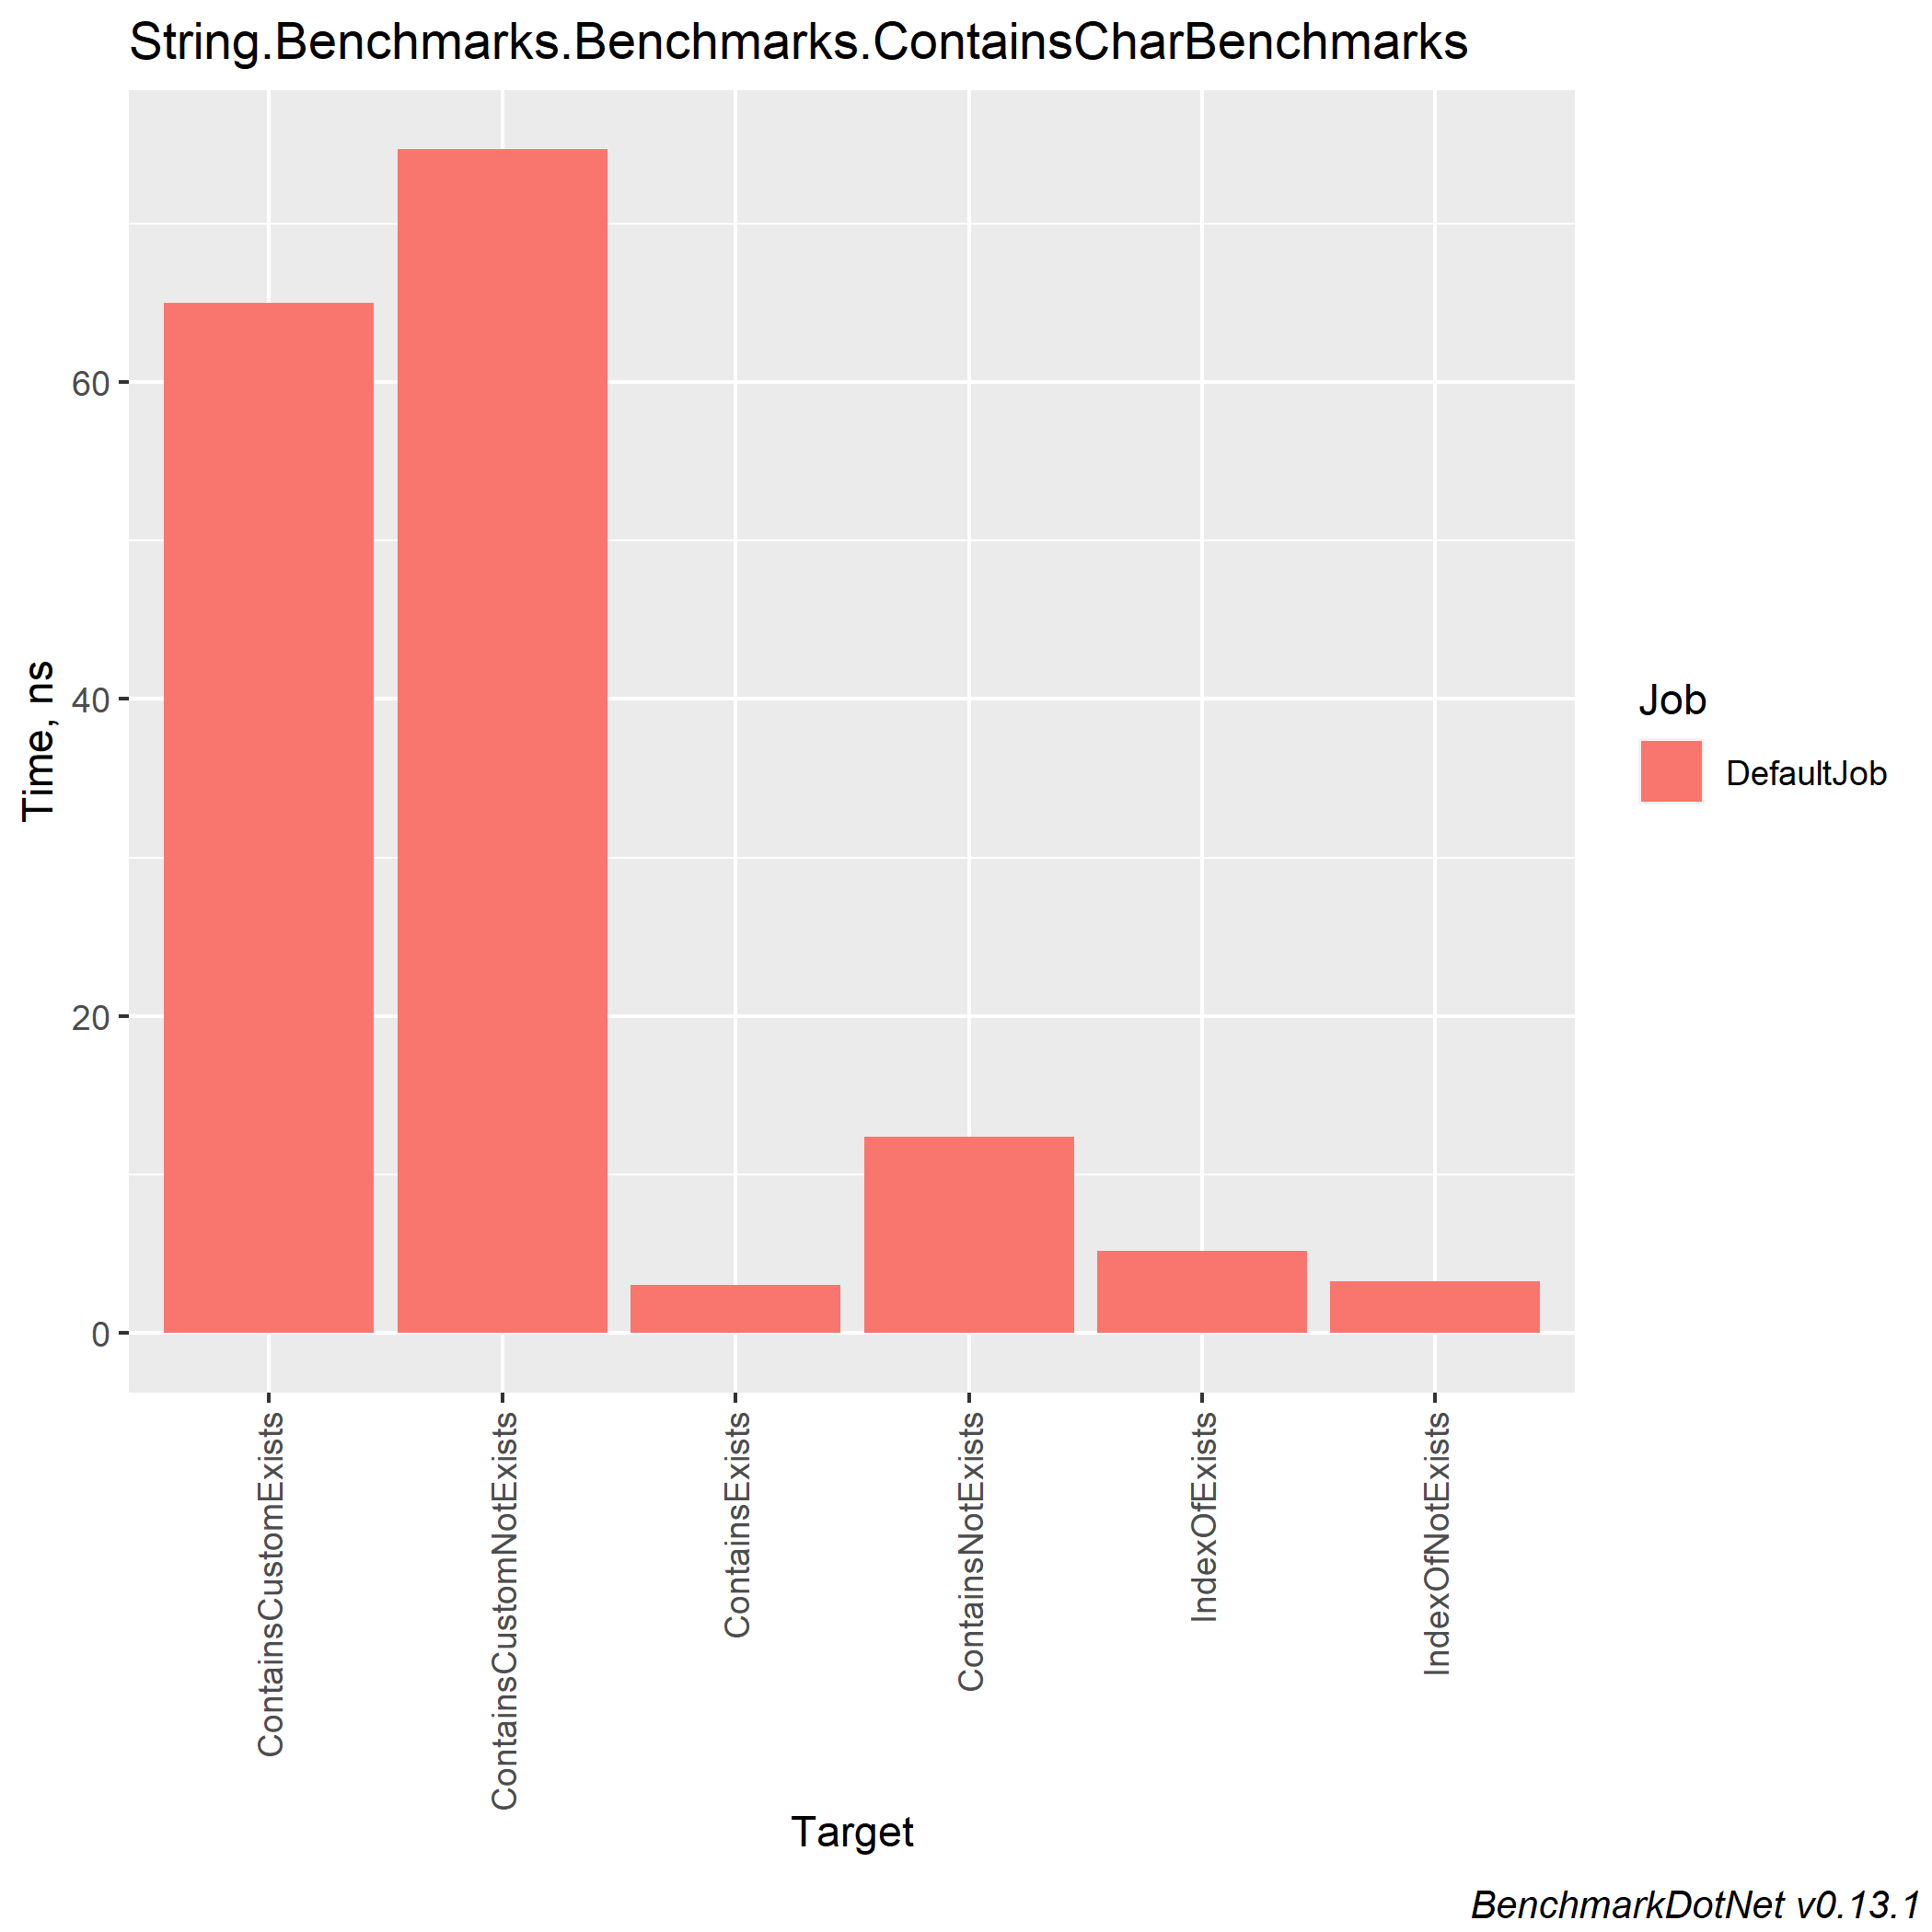 String.Benchmarks.Benchmarks.ContainsCharBenchmarks
Time, ns
60
40
20
0
ContainsCustomExists
ContainsCustomNotExists
ContainsExists
ContainsNotExists
IndexOfExists
IndexOfNotExists
Target
Job
DefaultJob
BenchmarkDotNet v0.13.1